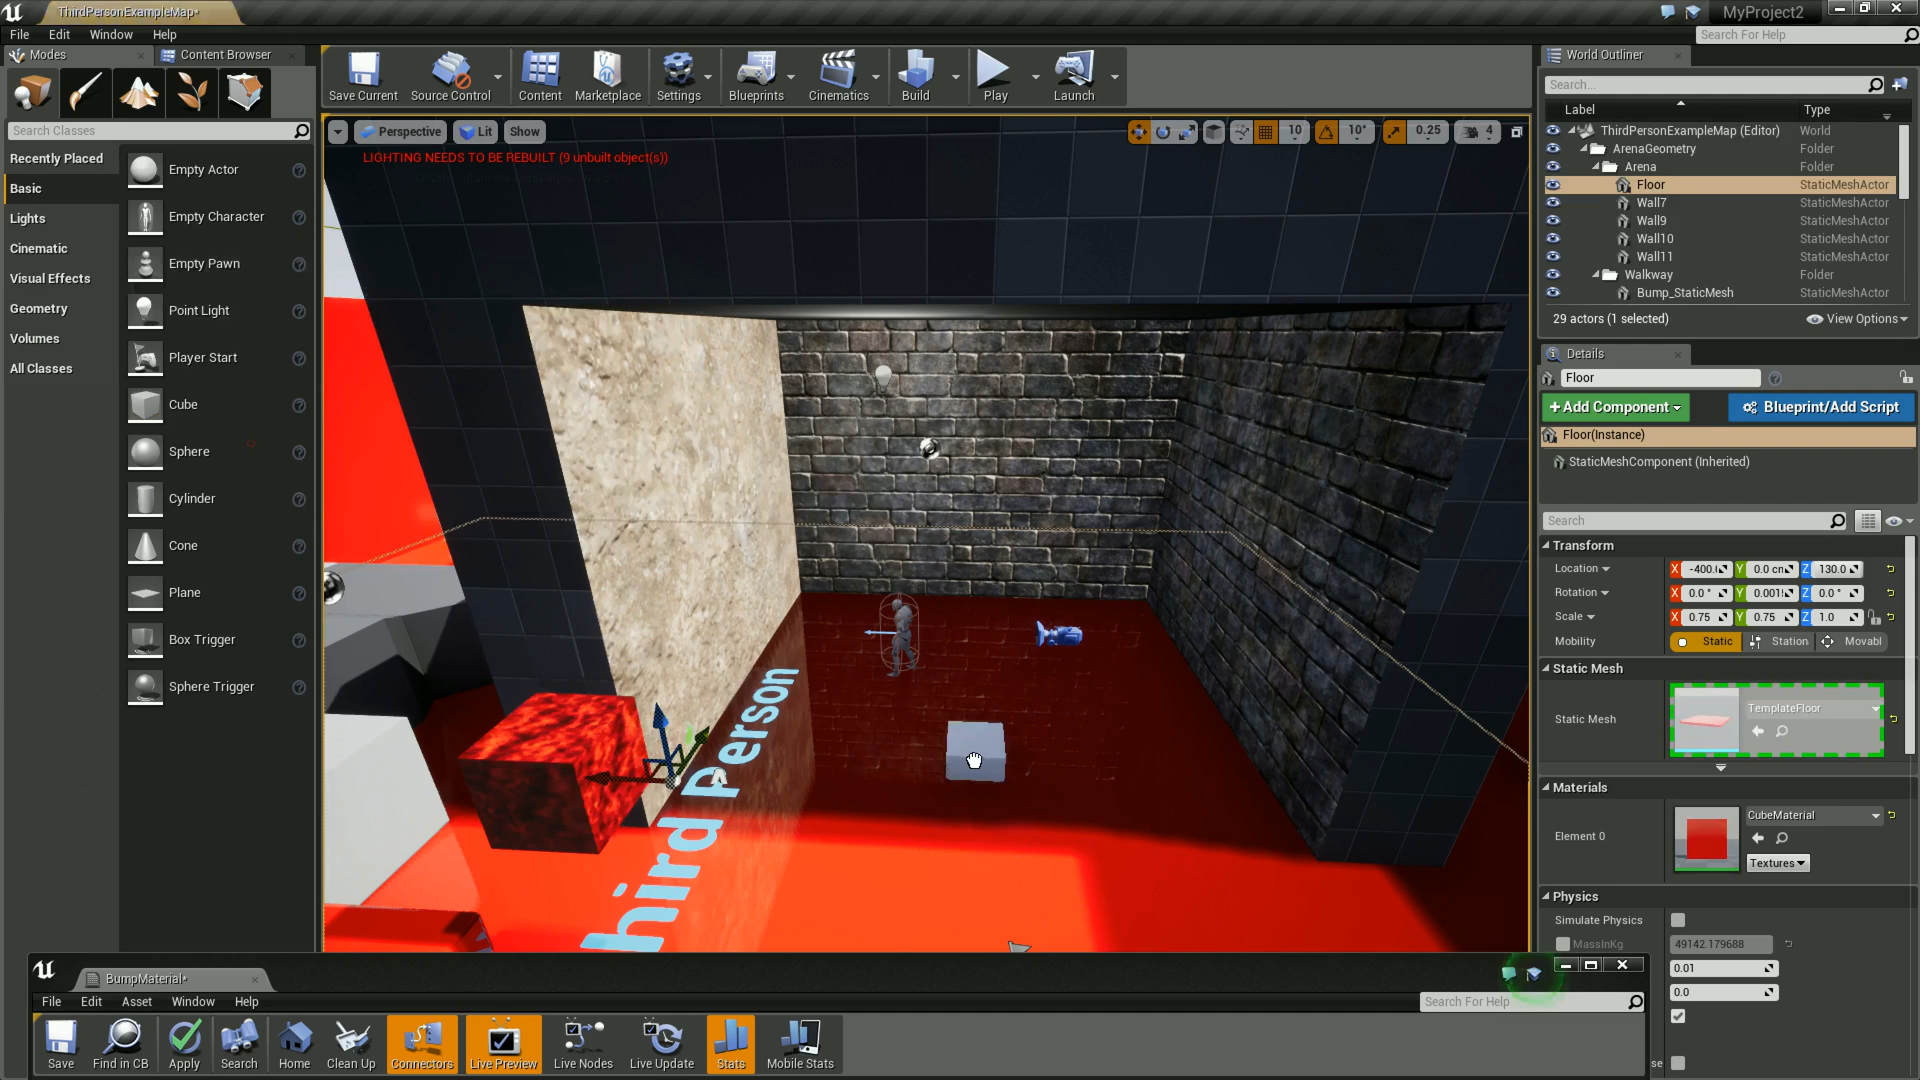 ThirdPersonExampleMap*
MyProject2
File Edit Window Help
Search For Help
Modes
Content Browser
Search Classes
Recently Placed
Basic
Lights
Cinematic
Visual Effects
Geometry
Volumes
All Classes
Empty Actor
Empty Character
Empty Pawn
Point Light
Player Start
Cube
Sphere
Cylinder
Cone
Plane
Box Trigger
Sphere Trigger
Save Current
Source Control
Content
Marketplace
Settings
Blueprints
Cinematics
Build
Play
Launch
Perspective Lit Show
10 10° 0.25 4
LIGHTING NEEDS TO BE REBUILT (9 unbuilt object(s))
hird Person
World Outliner
Search...
Label Type
ThirdPersonExampleMap (Editor) World
ArenaGeometry Folder
Arena Folder
Floor StaticMeshActor
Wall7 StaticMeshActor
Wall9 StaticMeshActor
Wall10 StaticMeshActor
Wall11 StaticMeshActor
Walkway Folder
Bump_StaticMesh StaticMeshActor
29 actors (1 selected) View Options
Details
Floor
+Add Component Blueprint/Add Script
Floor(Instance)
StaticMeshComponent (Inherited)
Search
Transform
Location X -400.( Y 0.0 cm Z 130.0
Rotation X 0.0 ° Y 0.001! Z 0.0 °
Scale X 0.75 Y 0.75 Z 1.0
Mobility Static Station Movabl
Static Mesh
Static Mesh TemplateFloor
Materials
Element 0 CubeMaterial
Textures
Physics
Simulate Physics
MassInKg 49142.179688
0.01
0.0
se
BumpMaterial*
File Edit Asset Window Help
Search For Help
Save
Find in CB
Apply
Search
Home
Clean Up
Connectors
Live Preview
Live Nodes
Live Update
Stats
Mobile Stats